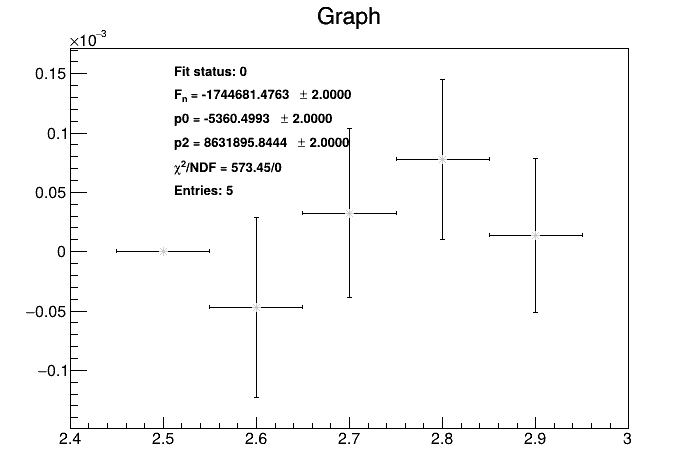 Graph
×10⁻³
0.15
0.1
0.05
0
−0.05
−0.1
Fit status: 0
Fₙ = -1744681.4763 ± 2.0000
p0 = -5360.4993 ± 2.0000
p2 = 8631895.8444 ± 2.0000
χ²/NDF = 573.45/0
Entries: 5
2.4 2.5 2.6 2.7 2.8 2.9 3